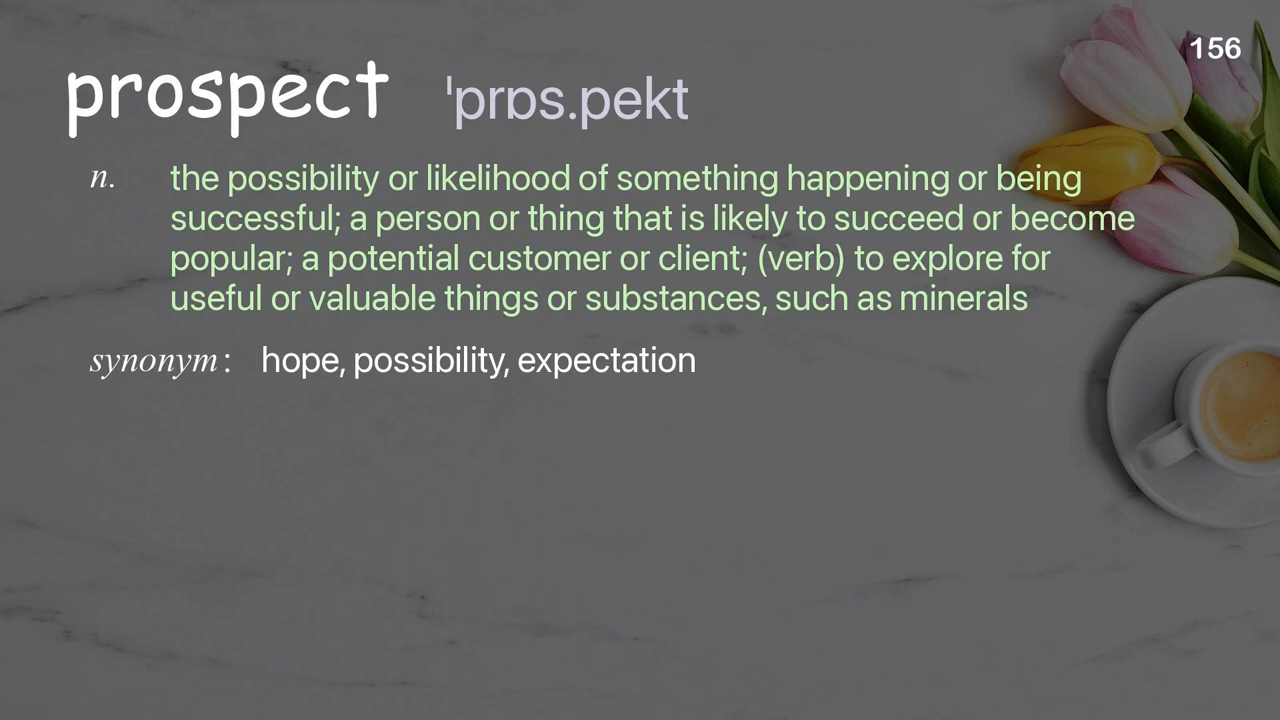 156
prospect ˈprɒs.pekt
n. the possibility or likelihood of something happening or being
successful; a person or thing that is likely to succeed or become
popular; a potential customer or client; (verb) to explore for
useful or valuable things or substances, such as minerals
synonym: hope, possibility, expectation